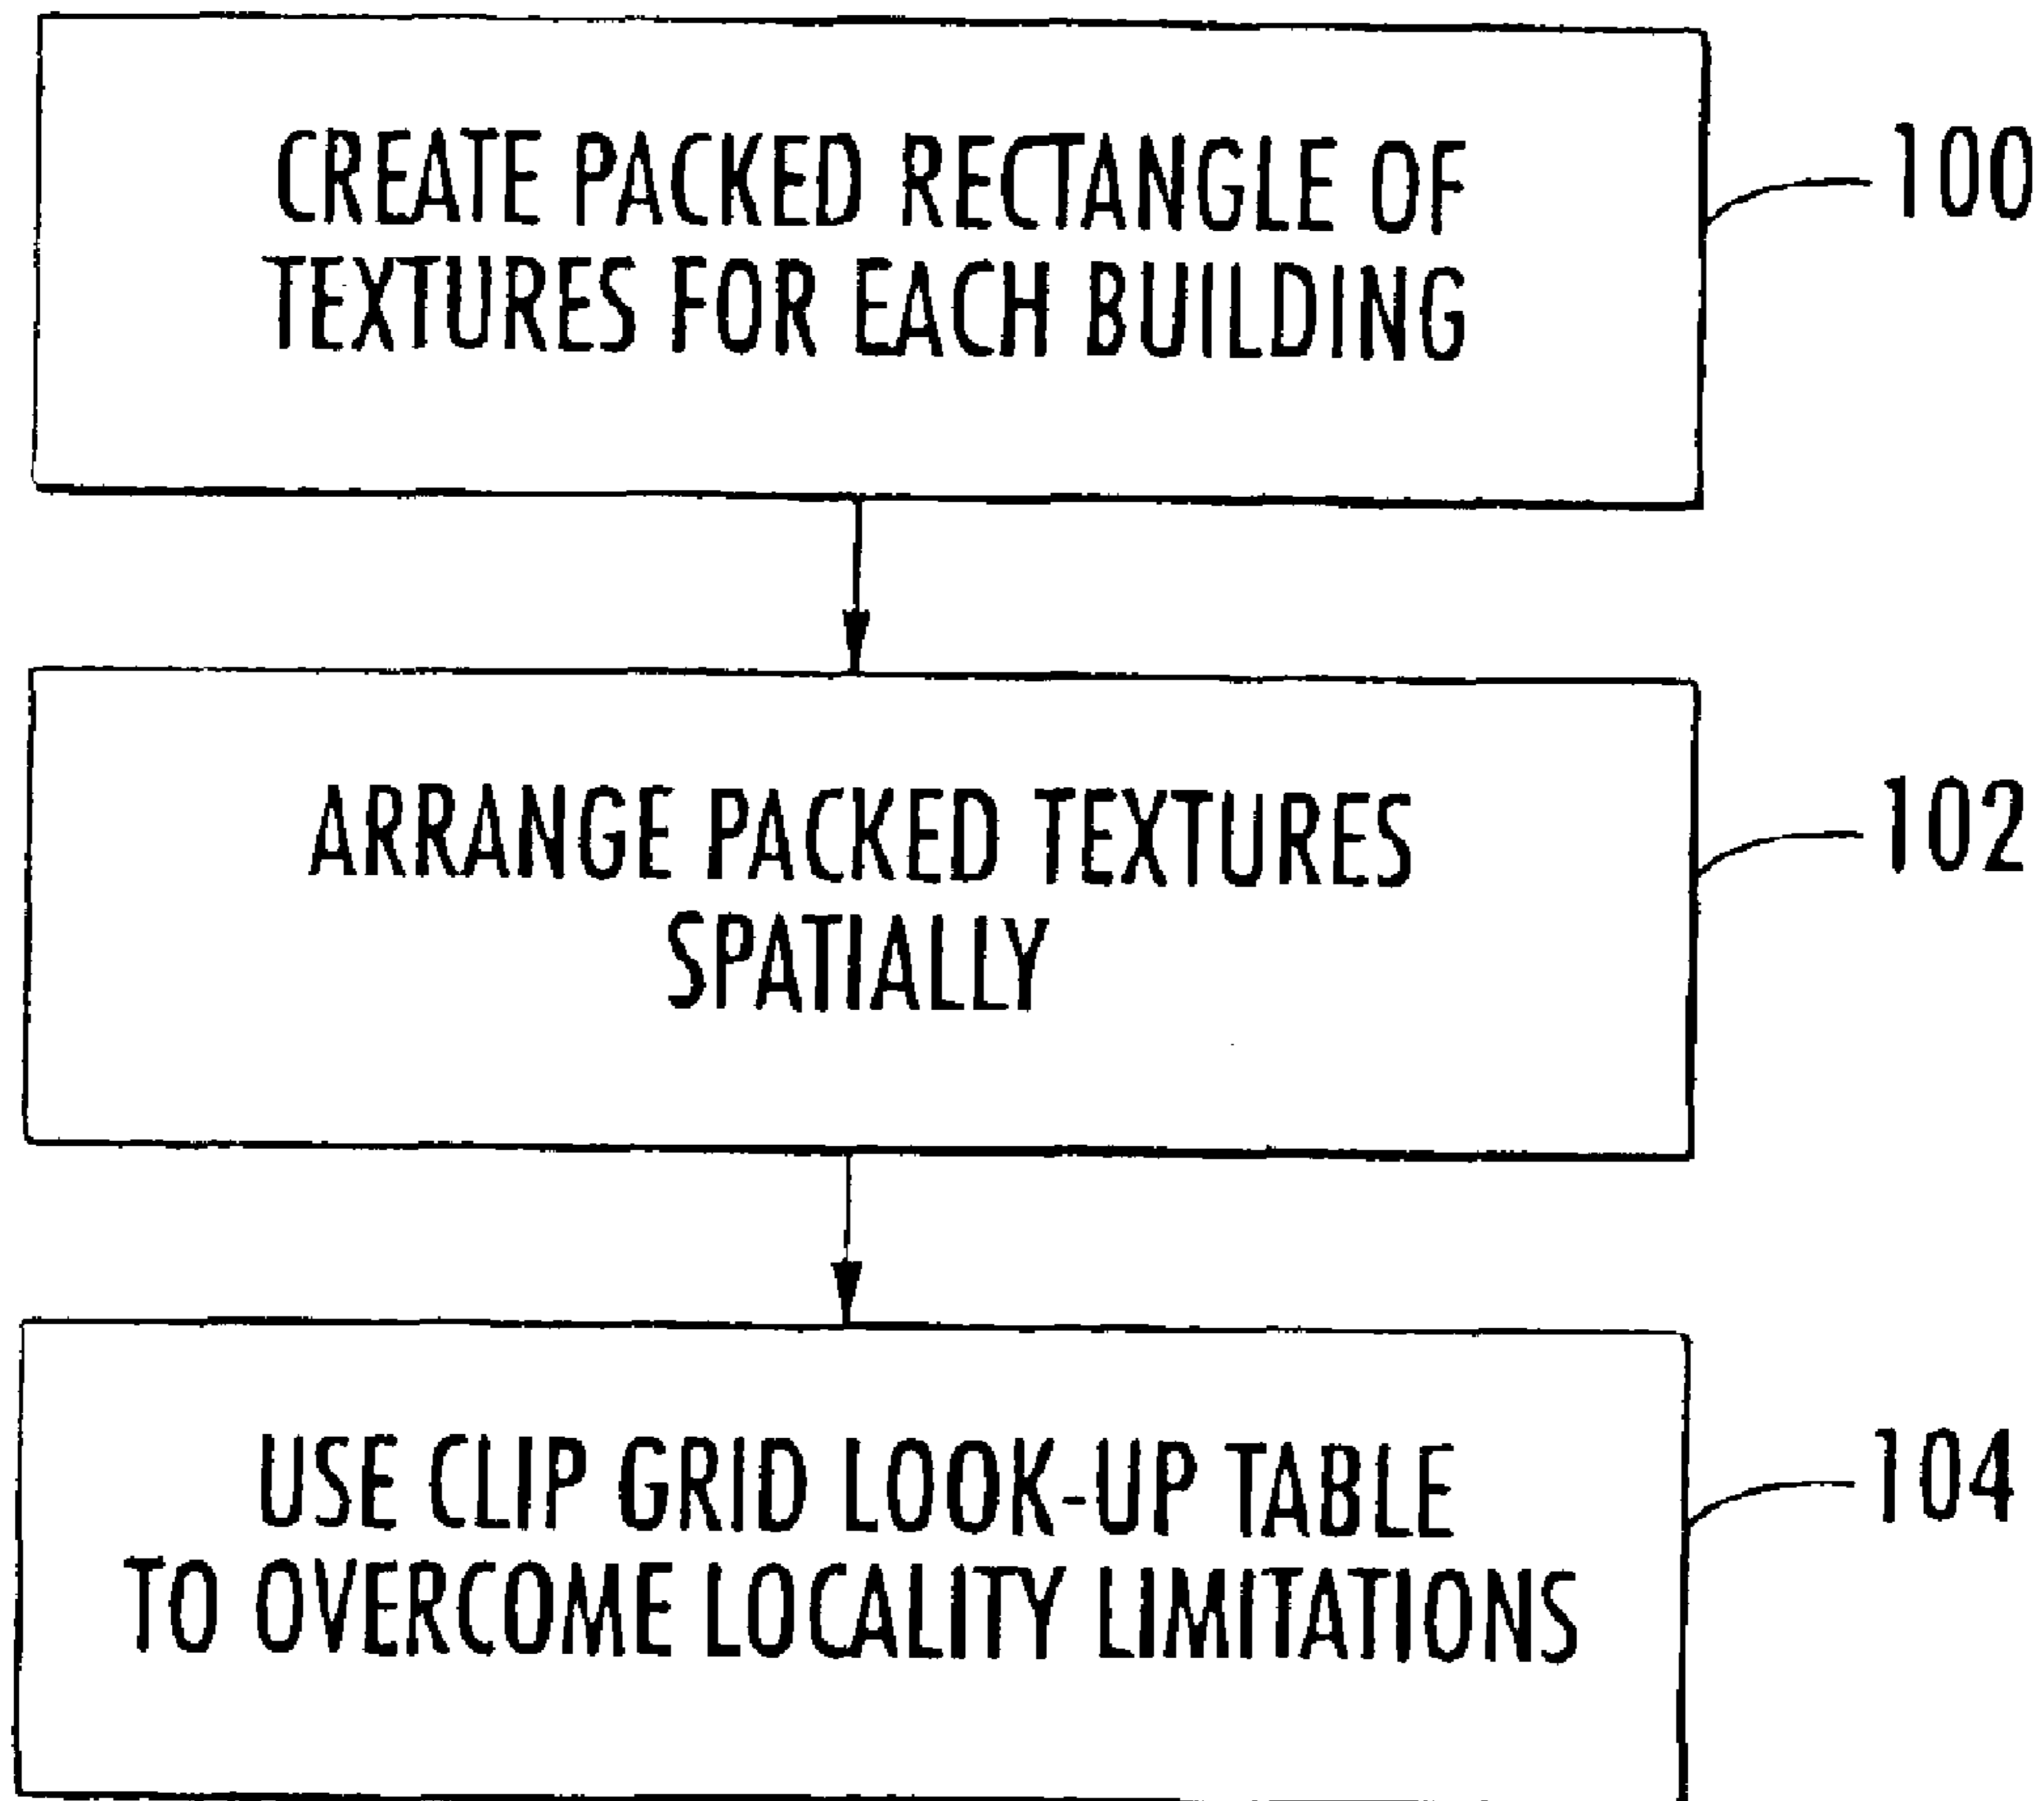 CREATE PACKED RECTANGLE OF
TEXTURES FOR EACH BUILDING
100
ARRANGE PACKED TEXTURES
SPATIALLY
102
USE CLIP GRID LOOK-UP TABLE
TO OVERCOME LOCALITY LIMITATIONS
104